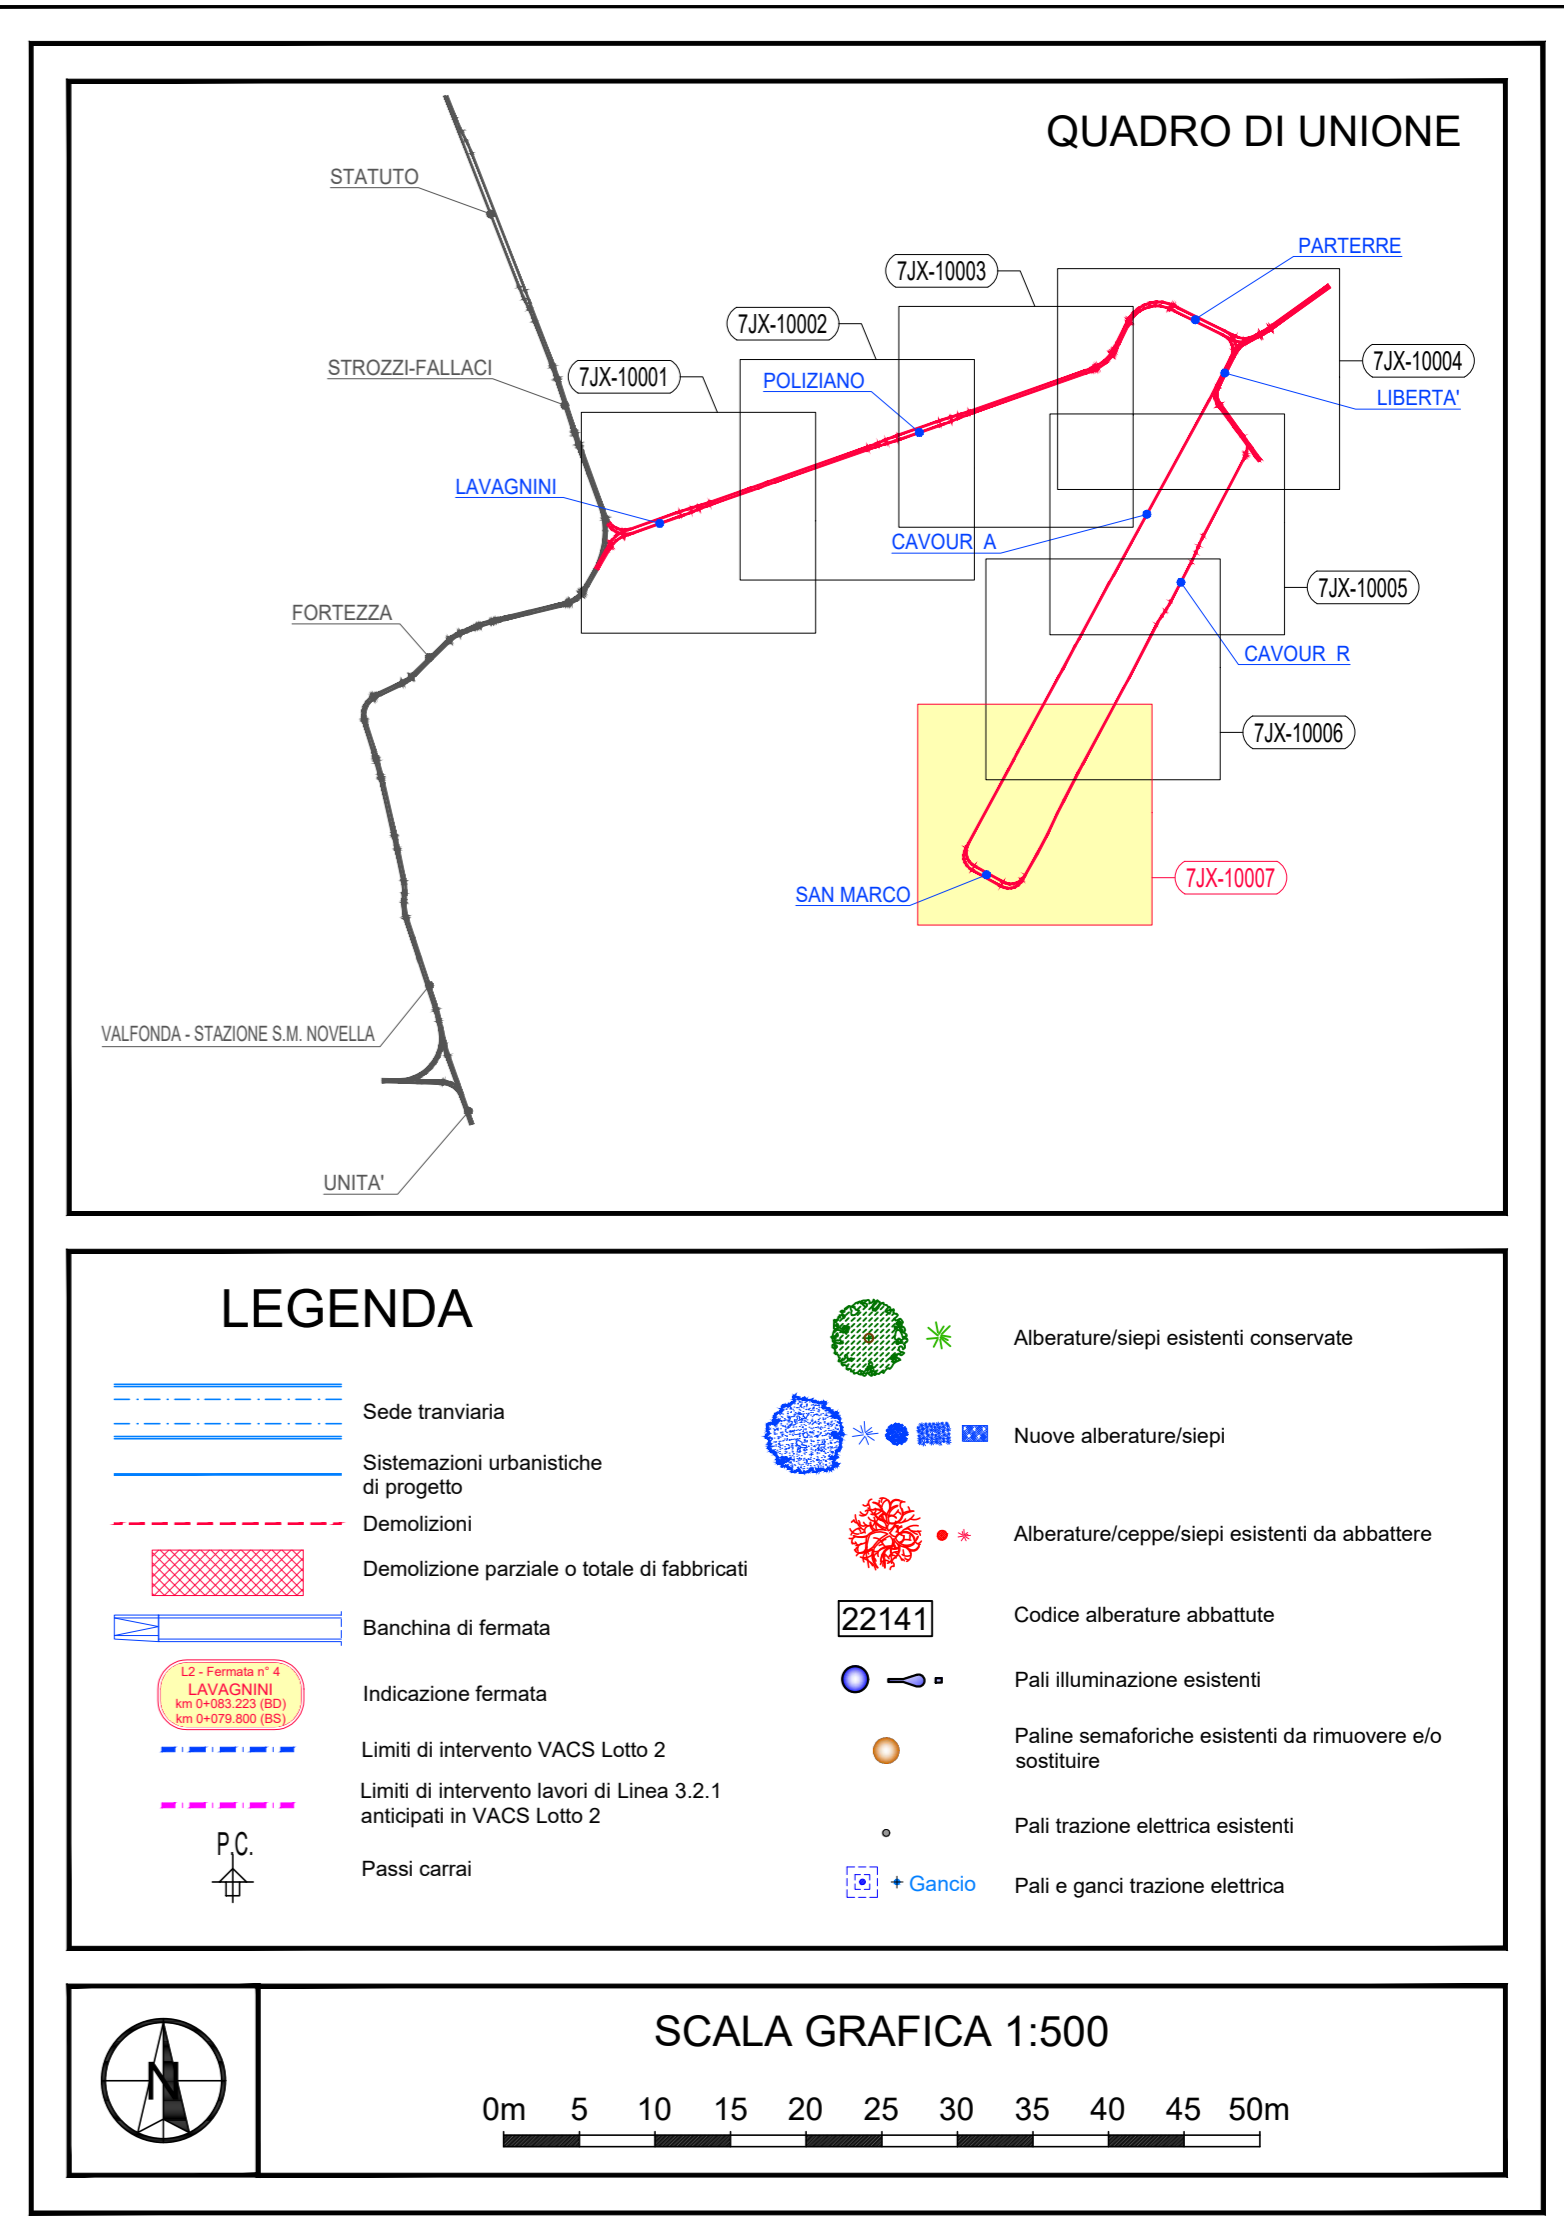 QUADRO DI UNIONE
STATUTO
PARTERRE
7JX-10003
7JX-10002
STROZZI-FALLACI
7JX-10001
7JX-10004
POLIZIANO
LIBERTA'
LAVAGNINI
CAVOUR A
7JX-10005
FORTEZZA
CAVOUR R
7JX-10006
7JX-10007
SAN MARCO
VALFONDA - STAZIONE S.M. NOVELLA
UNITA'
LEGENDA
Sede tranviaria
Sistemazioni urbanistiche
di progetto
Demolizioni
Demolizione parziale o totale di fabbricati
Banchina di fermata
L2 - Fermata n° 4
LAVAGNINI
km 0+083.223 (BD)
km 0+079.800 (BS)
Indicazione fermata
Limiti di intervento VACS Lotto 2
Limiti di intervento lavori di Linea 3.2.1
anticipati in VACS Lotto 2
P.C.
Passi carrai
Alberature/siepi esistenti conservate
Nuove alberature/siepi
Alberature/ceppe/siepi esistenti da abbattere
22141
Codice alberature abbattute
Pali illuminazione esistenti
Paline semaforiche esistenti da rimuovere e/o
sostituire
Pali trazione elettrica esistenti
Gancio
Pali e ganci trazione elettrica
N
SCALA GRAFICA 1:500
0m 5 10 15 20 25 30 35 40 45 50m